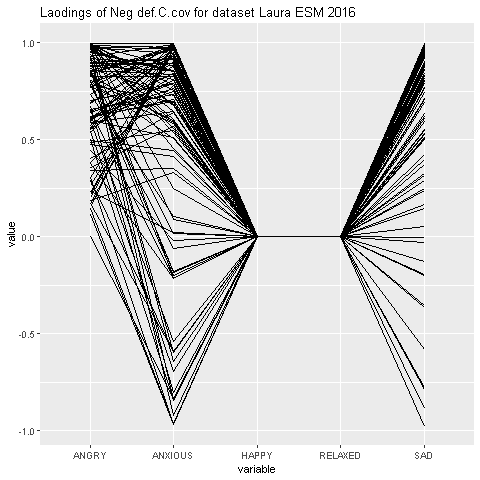 Laodings of Neg def.C.cov for dataset Laura ESM 2016
1.0
0.5
0.0
-0.5
-1.0
value
ANGRY ANXIOUS HAPPY RELAXED SAD
variable